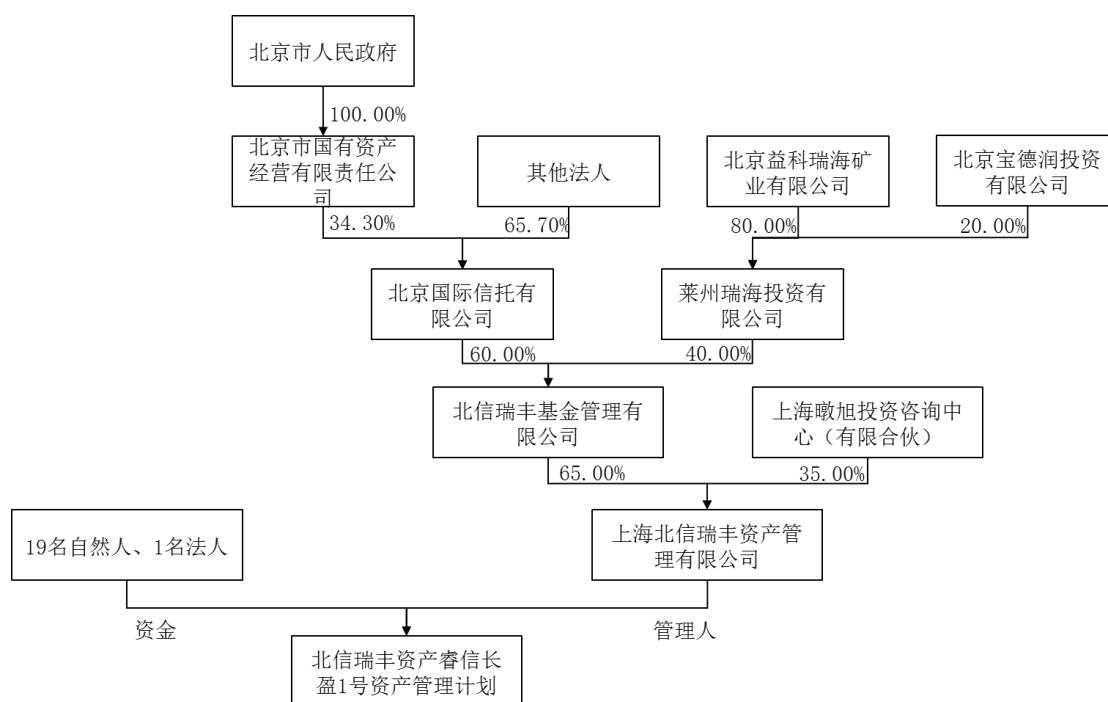 北京市人民政府
100.00%
北京市国有资产
经营有限责任公
司
其他法人
北京益科瑞海矿
业有限公司
北京宝德润投资
有限公司
34.30%
65.70%
80.00%
20.00%
北京国际信托有
限公司
莱州瑞海投资有
限公司
60.00%
40.00%
北信瑞丰基金管理有
限公司
上海暾旭投资咨询中
心（有限合伙）
65.00%
35.00%
19名自然人、1名法人
上海北信瑞丰资产管
理有限公司
资金
管理人
北信瑞丰资产睿信长
盈1号资产管理计划